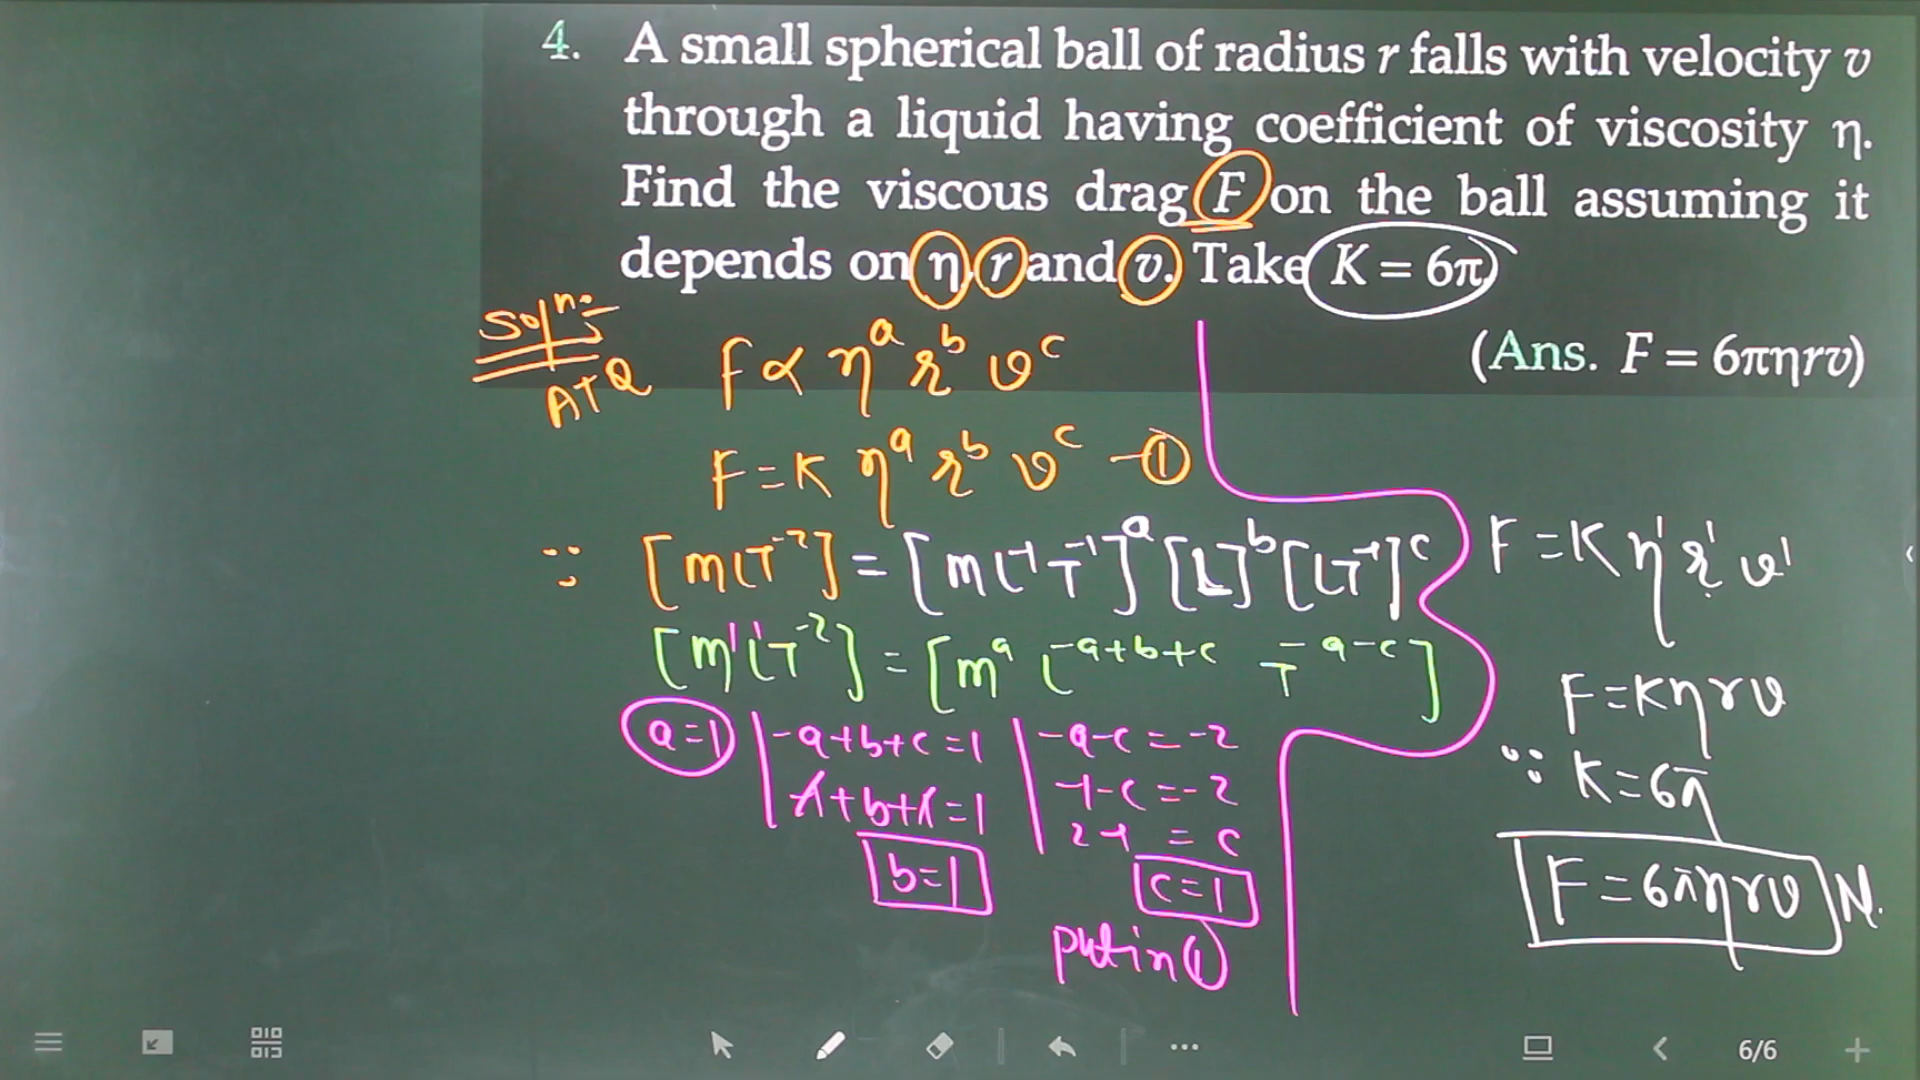 4. A small spherical ball of radius r falls with velocity v
through a liquid having coefficient of viscosity η.
Find the viscous drag F on the ball assuming it
depends on η, r and v. Take K = 6π
(Ans. F = 6πηrv)
Solⁿ:-
ATQ
F ∝ η^a r^b v^c
F = K η^a r^b v^c -①
∵ [MLT^-2] = [ML^-1T^-1]^a [L]^b [LT^-1]^c
[M^1L^1T^-2] = [M^a L^-a+b+c T^-a-c]
a=1
-a+b+c=1
-1+b+1=1
b=1
-a-c=-2
-1-c=-2
2-1=c
c=1
put in ①
F = K η^1 r^1 v^1
F = Kηrv
∵ K = 6π
F = 6πηrv N.
6/6